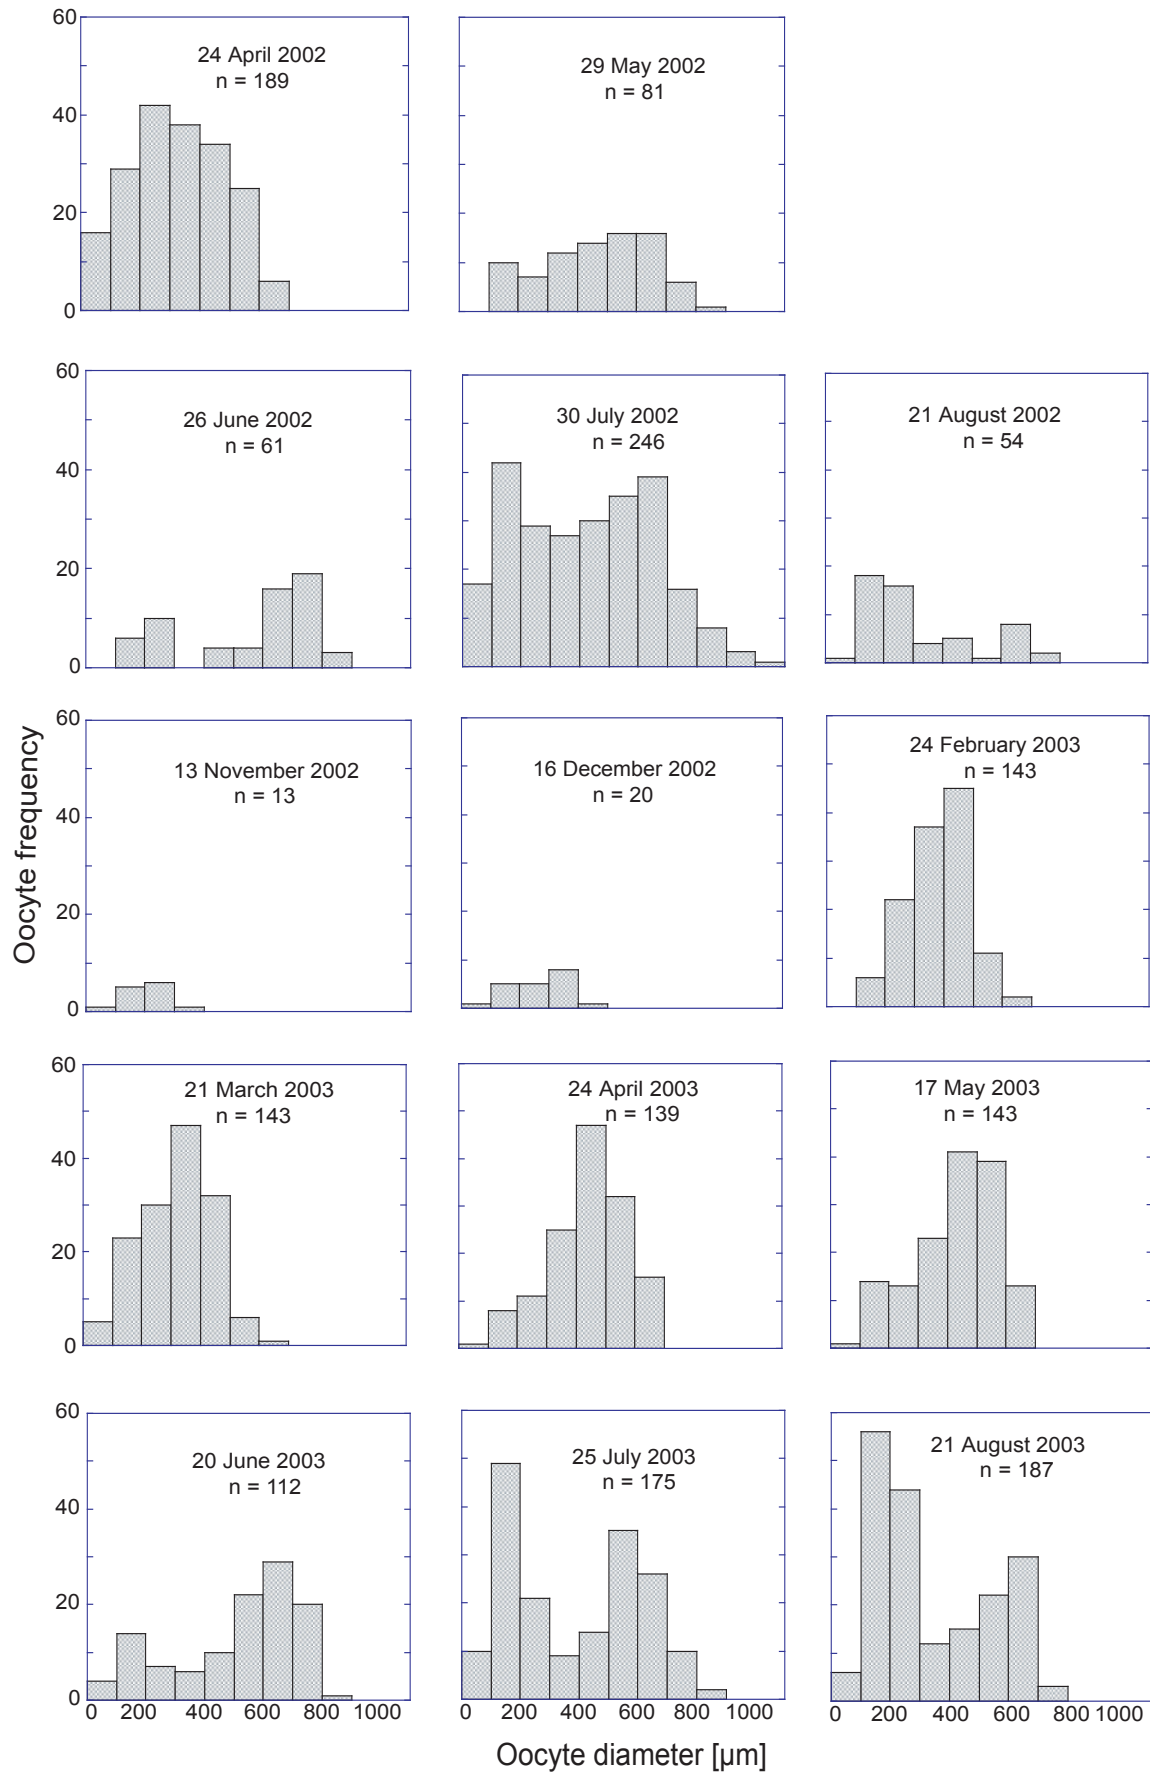 60
40
20
0
24 April 2002
n = 189
29 May 2002
n = 81
60
40
20
0
26 June 2002
n = 61
30 July 2002
n = 246
21 August 2002
n = 54
Oocyte frequency
60
40
20
0
13 November 2002
n = 13
16 December 2002
n = 20
24 February 2003
n = 143
60
40
20
0
21 March 2003
n = 143
24 April 2003
n = 139
17 May 2003
n = 143
60
40
20
0
20 June 2003
n = 112
25 July 2003
n = 175
21 August 2003
n = 187
0 200 400 600 800 1000
0 200 400 600 800 1000
0 200 400 600 800 1000
Oocyte diameter [µm]